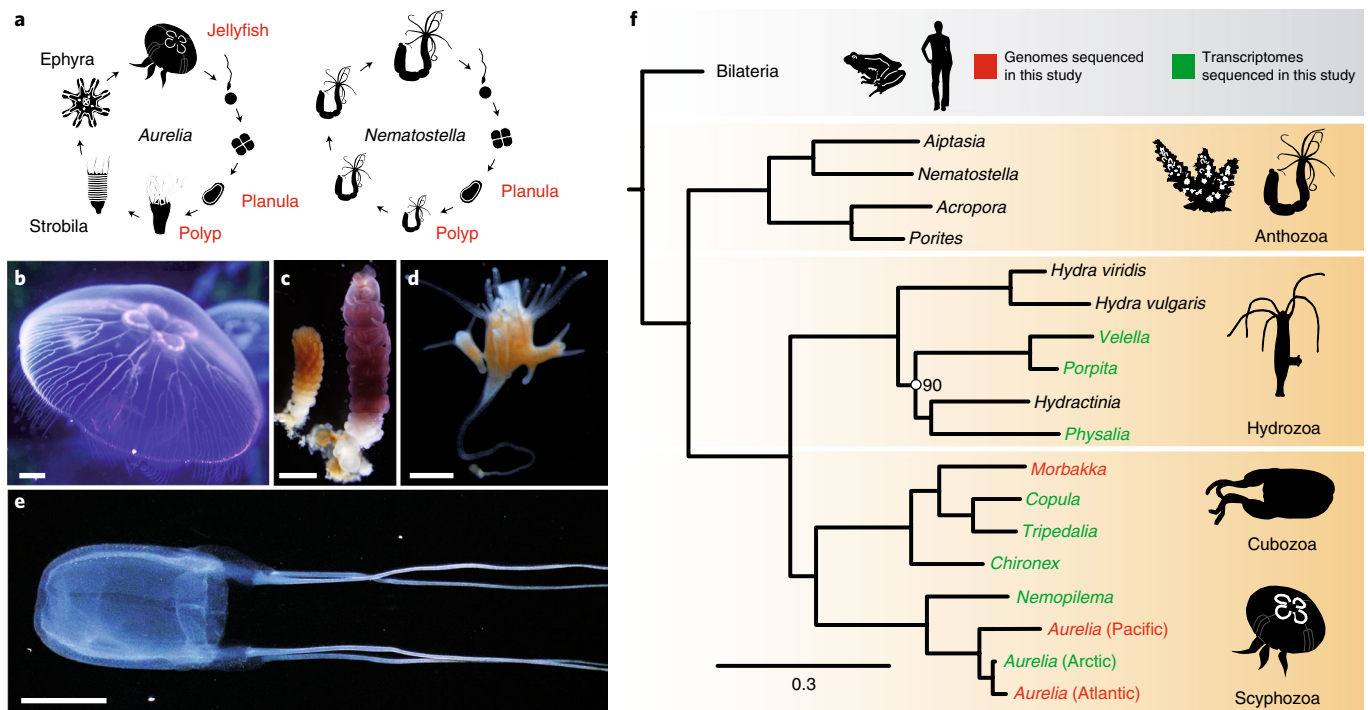 a
Jellyfish
Ephyra
Aurelia
Strobila
Polyp
Planula
Nematostella
Planula
Polyp
b
c
d
e
f
Bilateria
Genomes sequenced
in this study
Transcriptomes
sequenced in this study
Aiptasia
Nematostella
Acropora
Porites
Anthozoa
Hydra viridis
Hydra vulgaris
Velella
Porpita
90
Hydractinia
Physalia
Hydrozoa
Morbakka
Copula
Tripedalia
Chironex
Cubozoa
Nemopilema
Aurelia (Pacific)
Aurelia (Arctic)
Aurelia (Atlantic)
Scyphozoa
0.3